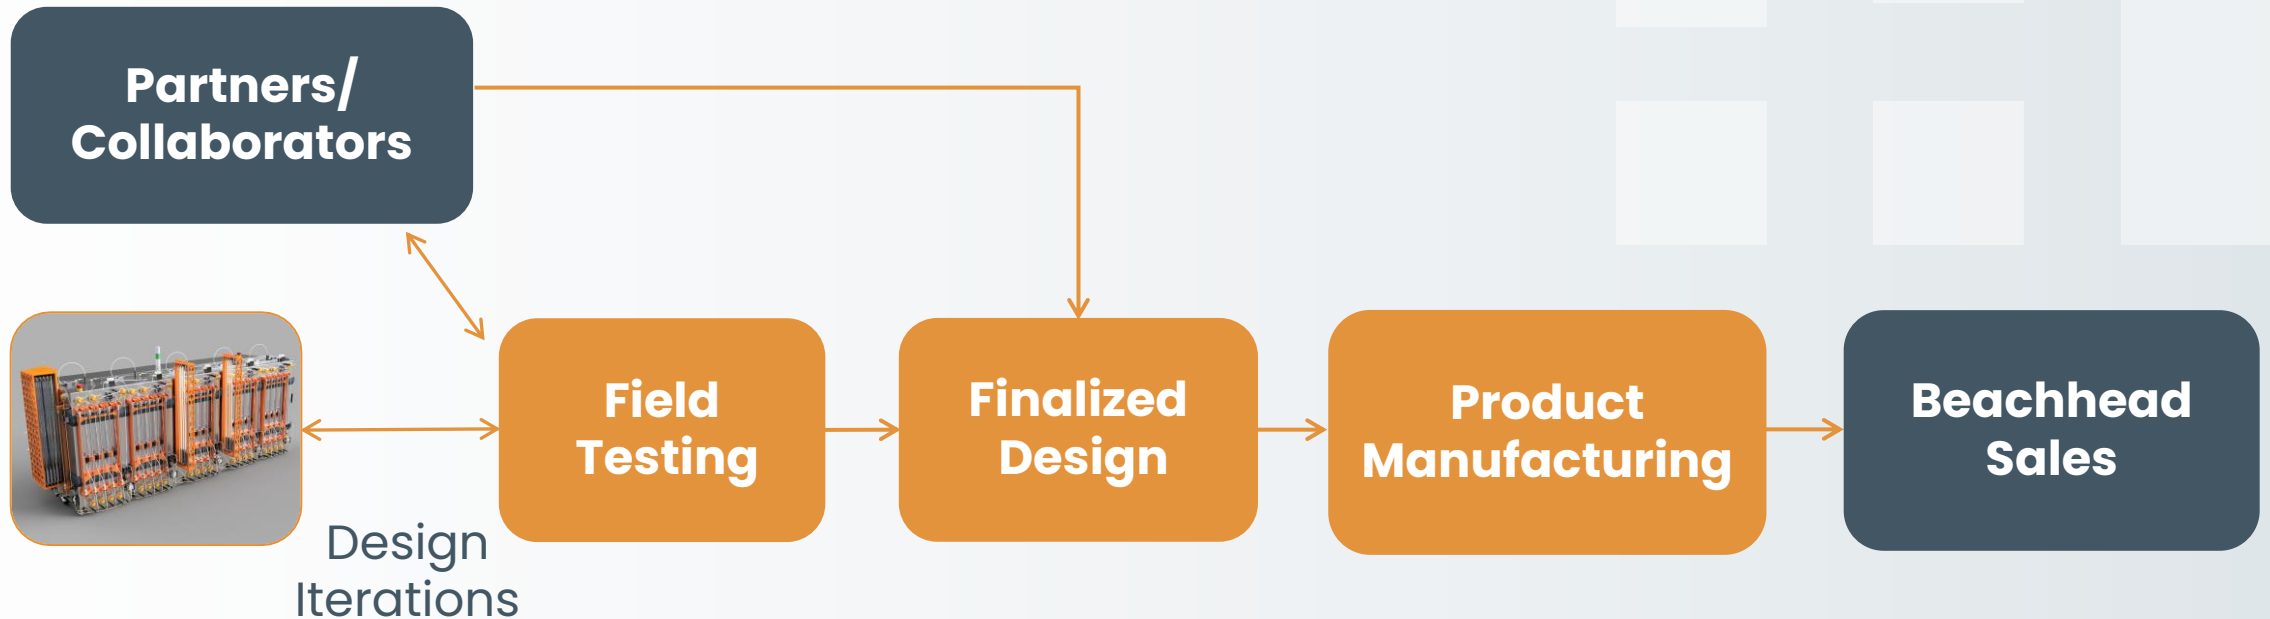 Partners/
Collaborators
Design
Iterations
Field
Testing
Finalized
Design
Product
Manufacturing
Beachhead
Sales